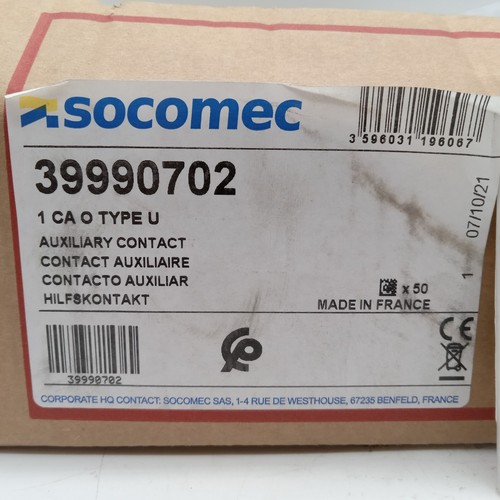 socomec
3 596031 196067
39990702
1 CA O TYPE U
AUXILIARY CONTACT
CONTACT AUXILIAIRE
CONTACTO AUXILIAR
HILFSKONTAKT
x 50
MADE IN FRANCE
1 07/10/21
CE
39990702
CORPORATE HQ CONTACT: SOCOMEC SAS, 1-4 RUE DE WESTHOUSE, 67235 BENFELD, FRANCE